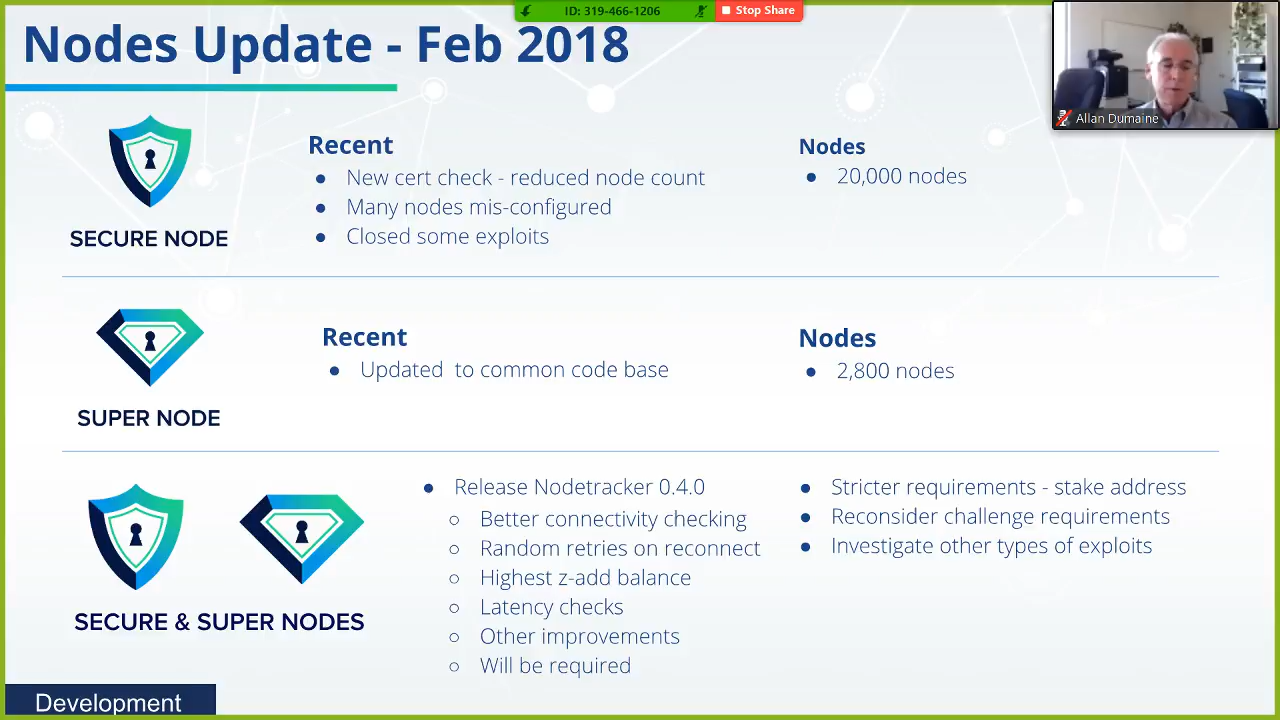 ID: 319-466-1206
Stop Share
Nodes Update - Feb 2018
Allan Dumaine
SECURE NODE
Recent
● New cert check - reduced node count
● Many nodes mis-configured
● Closed some exploits
Nodes
● 20,000 nodes
SUPER NODE
Recent
● Updated  to common code base
Nodes
● 2,800 nodes
SECURE & SUPER NODES
● Release Nodetracker 0.4.0
○ Better connectivity checking
○ Random retries on reconnect
○ Highest z-add balance
○ Latency checks
○ Other improvements
○ Will be required
● Stricter requirements - stake address
● Reconsider challenge requirements
● Investigate other types of exploits
Development